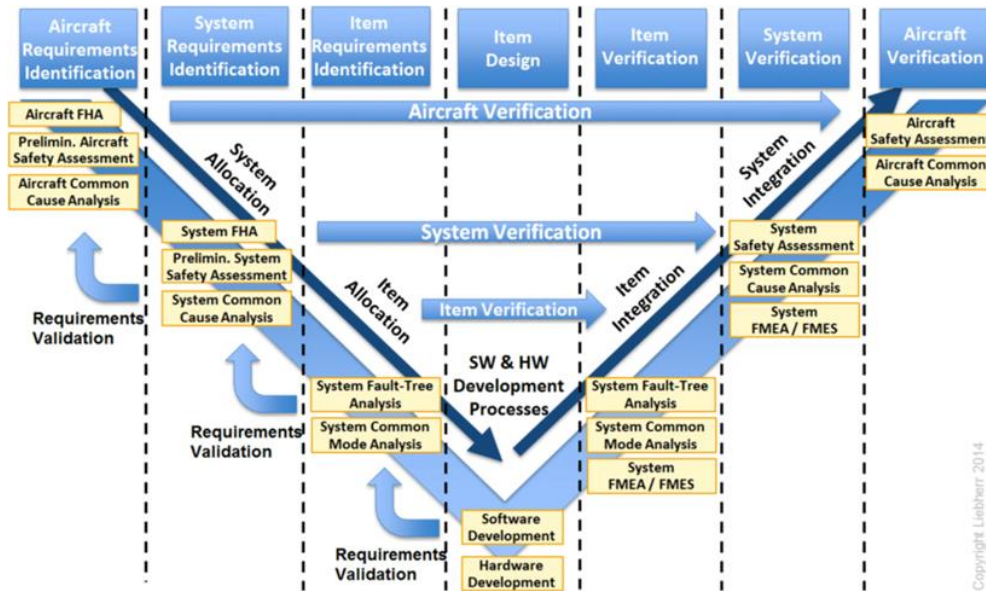 Aircraft
Requirements
Identification
System
Requirements
Identification
Item
Requirements
Identification
Item
Design
Item
Verification
System
Verification
Aircraft
Verification
Aircraft FHA
Prelimin. Aircraft
Safety Assessment
Aircraft Common
Cause Analysis
Aircraft Verification
Aircraft
Safety Assessment
Aircraft Common
Cause Analysis
System
Allocation
System
Integration
System FHA
Prelimin. System
Safety Assessment
System Common
Cause Analysis
System Verification
System
Safety Assessment
System Common
Cause Analysis
System
FMEA / FMES
Requirements
Validation
Item
Allocation
Item Verification
Item
Integration
SW & HW
Development
Processes
System Fault-Tree
Analysis
System Common
Mode Analysis
System Fault-Tree
Analysis
System Common
Mode Analysis
System
FMEA / FMES
Requirements
Validation
Software
Development
Hardware
Development
Requirements
Validation
Copyright Liebherr 2014